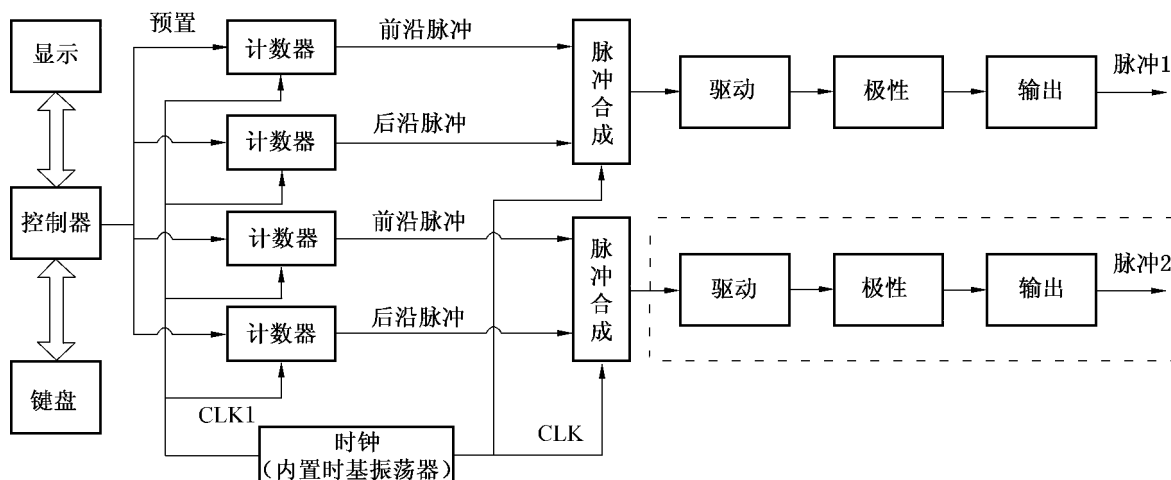 预置
显示
计数器
前沿脉冲
脉冲合成
驱动
极性
输出
脉冲1
计数器
后沿脉冲
控制器
计数器
前沿脉冲
脉冲合成
驱动
极性
输出
脉冲2
计数器
后沿脉冲
键盘
CLK1
时钟
(内置时基振荡器)
CLK